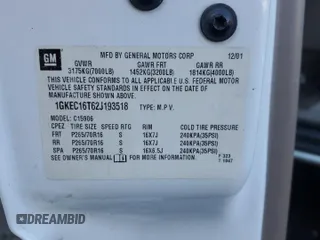 GM
MFD BY GENERAL MOTORS CORP 12/01
GVWR GAWR FRT GAWR RR
3175KG(7000LB) 1452KG(3200LB) 1814KG(4000LB)
THIS VEHICLE CONFORMS TO ALL APPLICABLE U.S. FEDERAL MOTOR
VEHICLE SAFETY STANDARDS IN EFFECT ON THE DATE OF
MANUFACTURE SHOWN ABOVE.
1GKEC16T62J193518 TYPE: M.P.V.
MODEL: C15906
TIRE SIZE SPEED RTG RIM COLD TIRE PRESSURE
FRT P265/70R16 S 16X7J 240KPA(35PSI)
RR P265/70R16 S 16X7J 240KPA(35PSI)
SPA P265/70R16 S 16X6.5J 240KPA(35PSI)
SEE OWNER'S MANUAL FOR ADDITIONAL INFORMATION
AUTOBIDMASTER